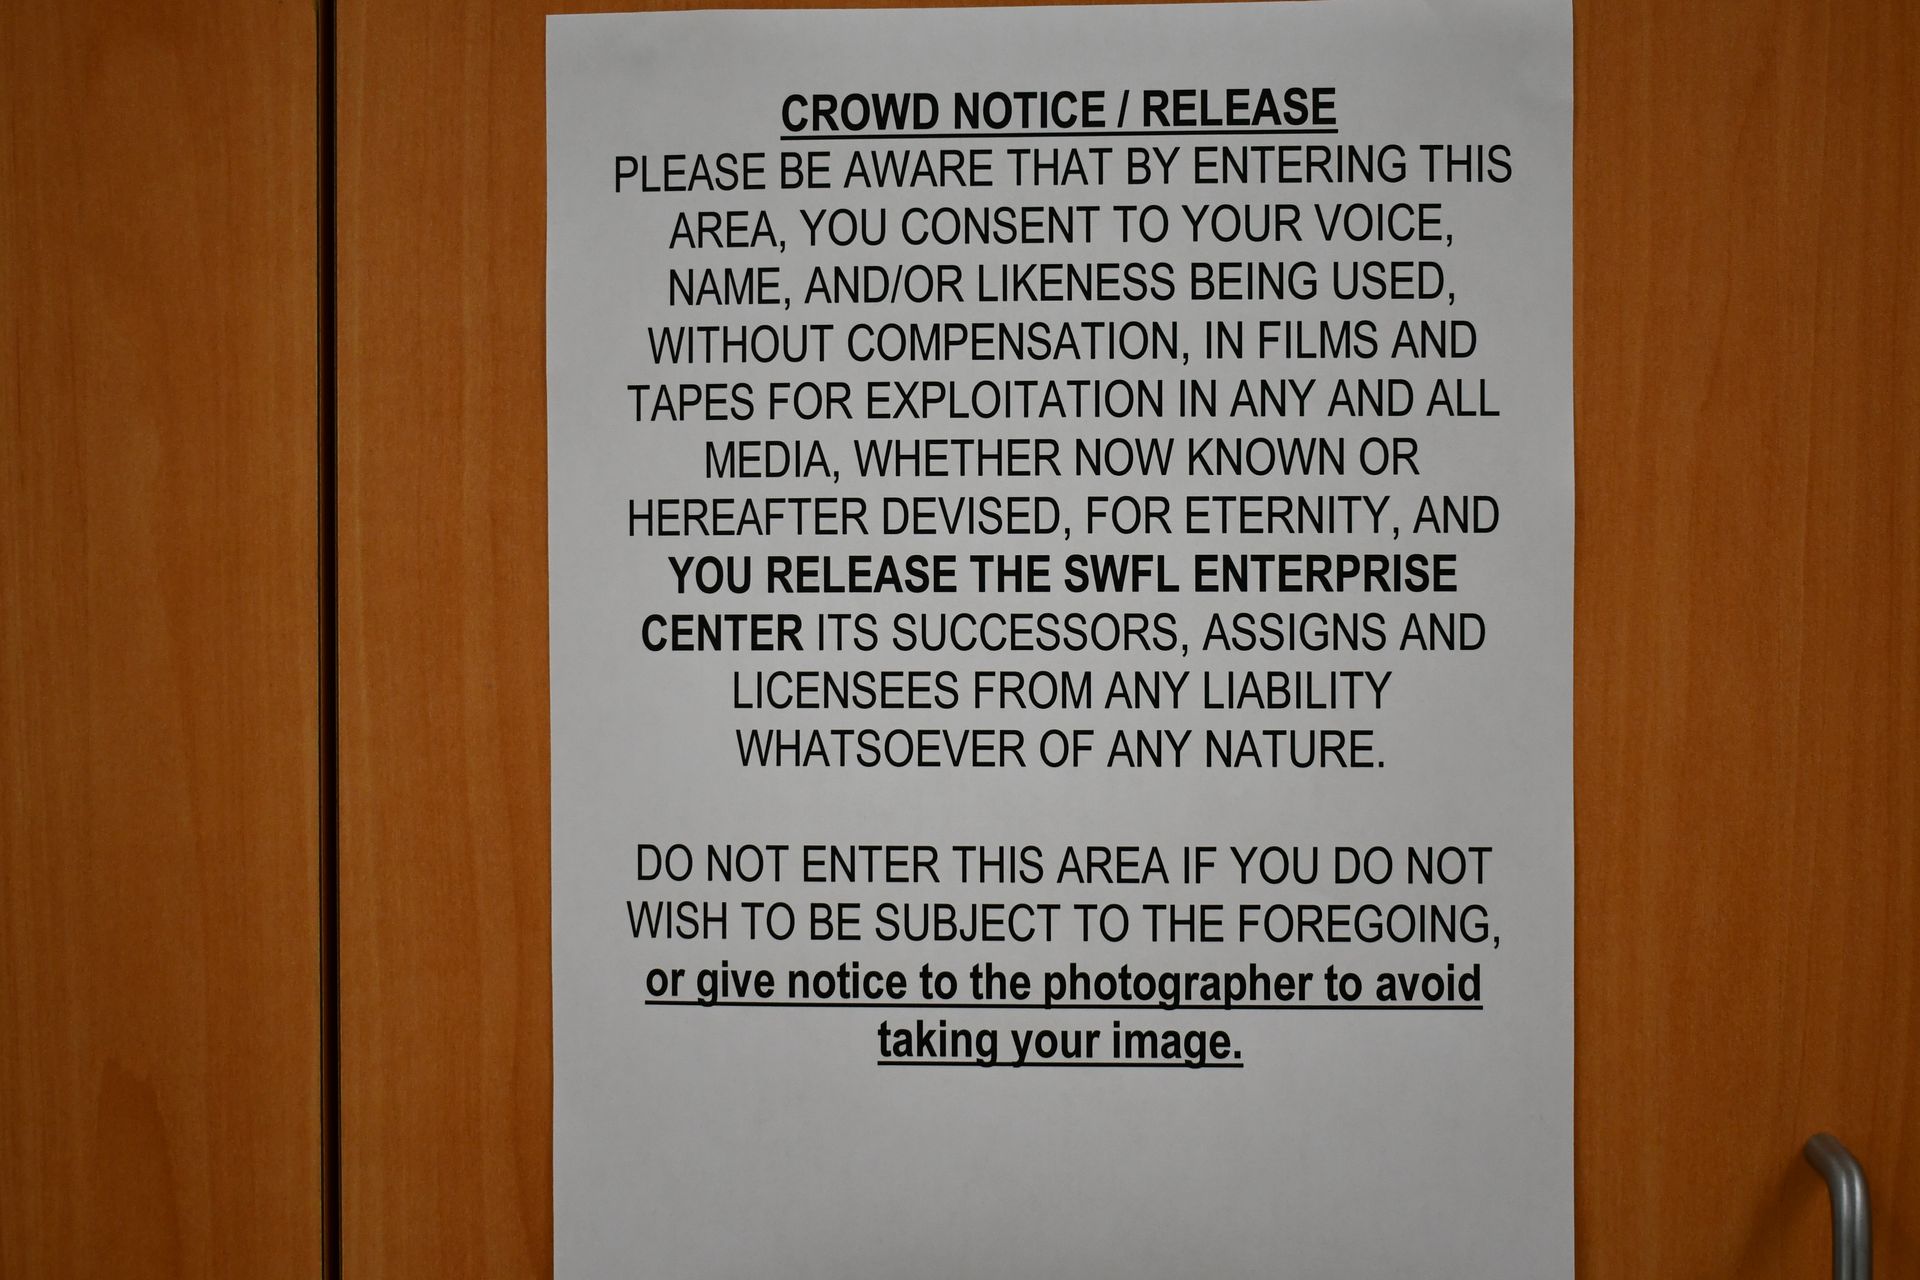 CROWD NOTICE / RELEASE
PLEASE BE AWARE THAT BY ENTERING THIS
AREA, YOU CONSENT TO YOUR VOICE,
NAME, AND/OR LIKENESS BEING USED,
WITHOUT COMPENSATION, IN FILMS AND
TAPES FOR EXPLOITATION IN ANY AND ALL
MEDIA, WHETHER NOW KNOWN OR
HEREAFTER DEVISED, FOR ETERNITY, AND
YOU RELEASE THE SWFL ENTERPRISE
CENTER ITS SUCCESSORS, ASSIGNS AND
LICENSEES FROM ANY LIABILITY
WHATSOEVER OF ANY NATURE.
DO NOT ENTER THIS AREA IF YOU DO NOT
WISH TO BE SUBJECT TO THE FOREGOING,
or give notice to the photographer to avoid
taking your image.